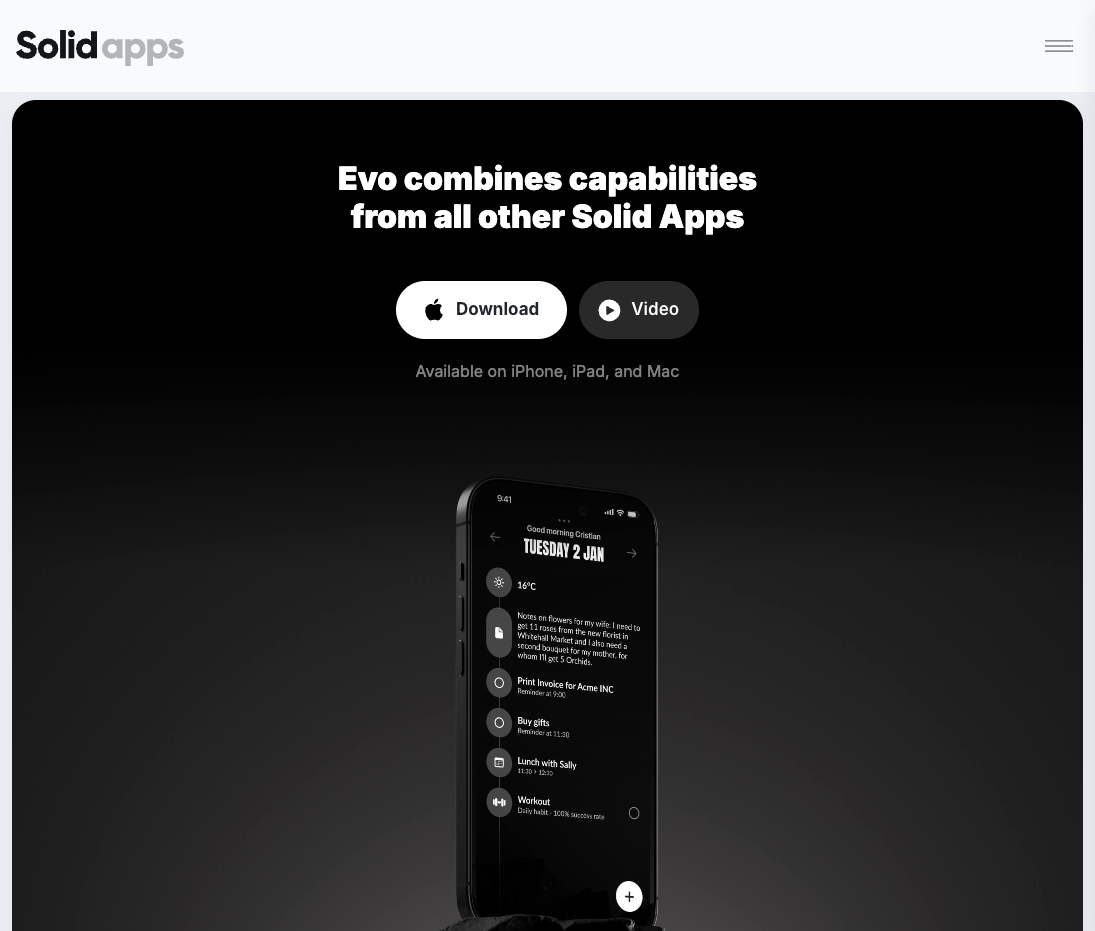 Solid apps
Evo combines capabilities
from all other Solid Apps
Download
Video
Available on iPhone, iPad, and Mac
9:41
Good morning Cristian
TUESDAY 2 JAN
16°C
Notes on flowers for my wife: I need to
get 11 roses from the new florist in
Whitehall Market and I also need a
second bouquet for my mother, for
whom I'll get 5 Orchids.
Print Invoice for Acme INC
Reminder at 9:00
Buy gifts
Reminder at 11:30
Lunch with Sally
11:30 > 12:30
Workout
Daily habit - 100% success rate